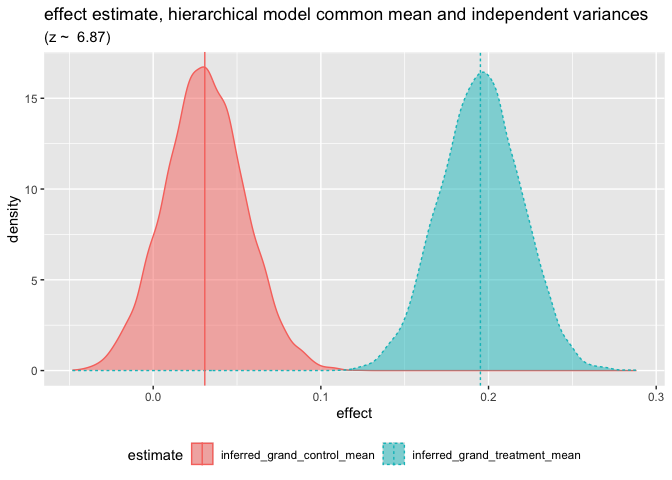 effect estimate, hierarchical model common mean and independent variances
(z ~  6.87)
15
10
5
0
density
0.0 0.1 0.2 0.3
effect
estimate inferred_grand_control_mean inferred_grand_treatment_mean